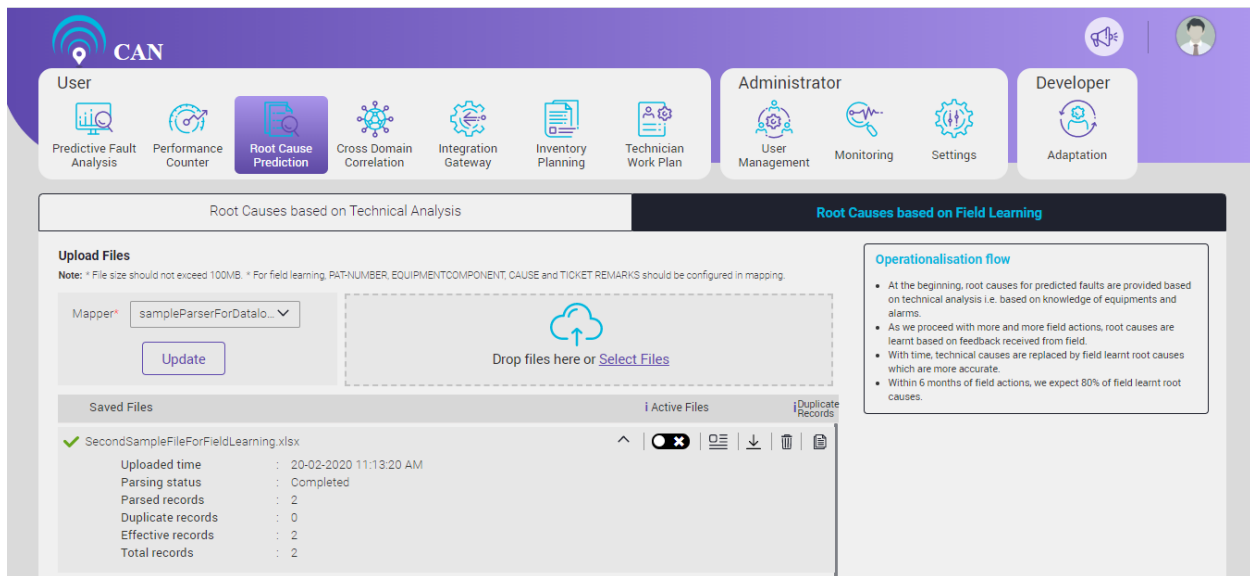 CAN
User
Administrator
Developer
Predictive Fault
Analysis
Performance
Counter
Root Cause
Prediction
Cross Domain
Correlation
Integration
Gateway
Inventory
Planning
Technician
Work Plan
User
Management
Monitoring
Settings
Adaptation
Root Causes based on Technical Analysis
Root Causes based on Field Learning
Upload Files
Note: * File size should not exceed 100MB. * For field learning, PAT-NUMBER, EQUIPMENTCOMPONENT, CAUSE and TICKET REMARKS should be configured in mapping.
Mapper*
sampleParserForDatalo...
Update
Drop files here or Select Files
Saved Files
i Active Files
i Duplicate
Records
SecondSampleFileForFieldLearning.xlsx
Uploaded time : 20-02-2020 11:13:20 AM
Parsing status : Completed
Parsed records : 2
Duplicate records : 0
Effective records : 2
Total records : 2
Operationalisation flow
• At the beginning, root causes for predicted faults are provided based
on technical analysis i.e. based on knowledge of equipments and
alarms.
• As we proceed with more and more field actions, root causes are
learnt based on feedback received from field.
• With time, technical causes are replaced by field learnt root causes
which are more accurate.
• Within 6 months of field actions, we expect 80% of field learnt root
causes.